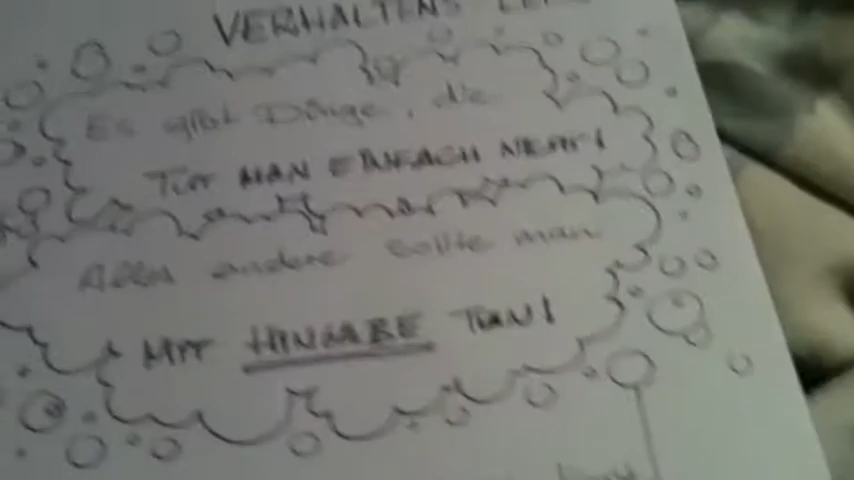 VERHALTENS
Es gibt Dinge, die
TUT MAN EINFACH NICHT!
Alles andere sollte man
MIT HINGABE TUN!